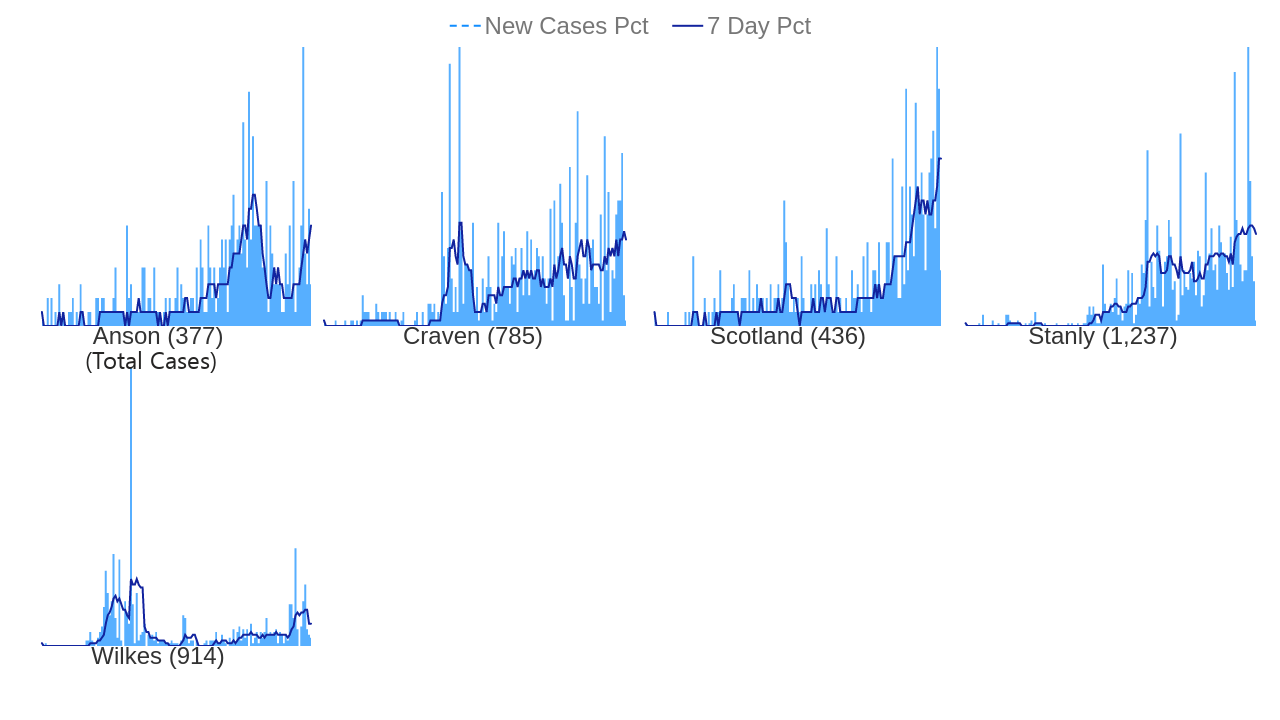 New Cases Pct 7 Day Pct
Anson (377) Craven (785) Scotland (436) Stanly (1,237)
(Total Cases)
Wilkes (914)